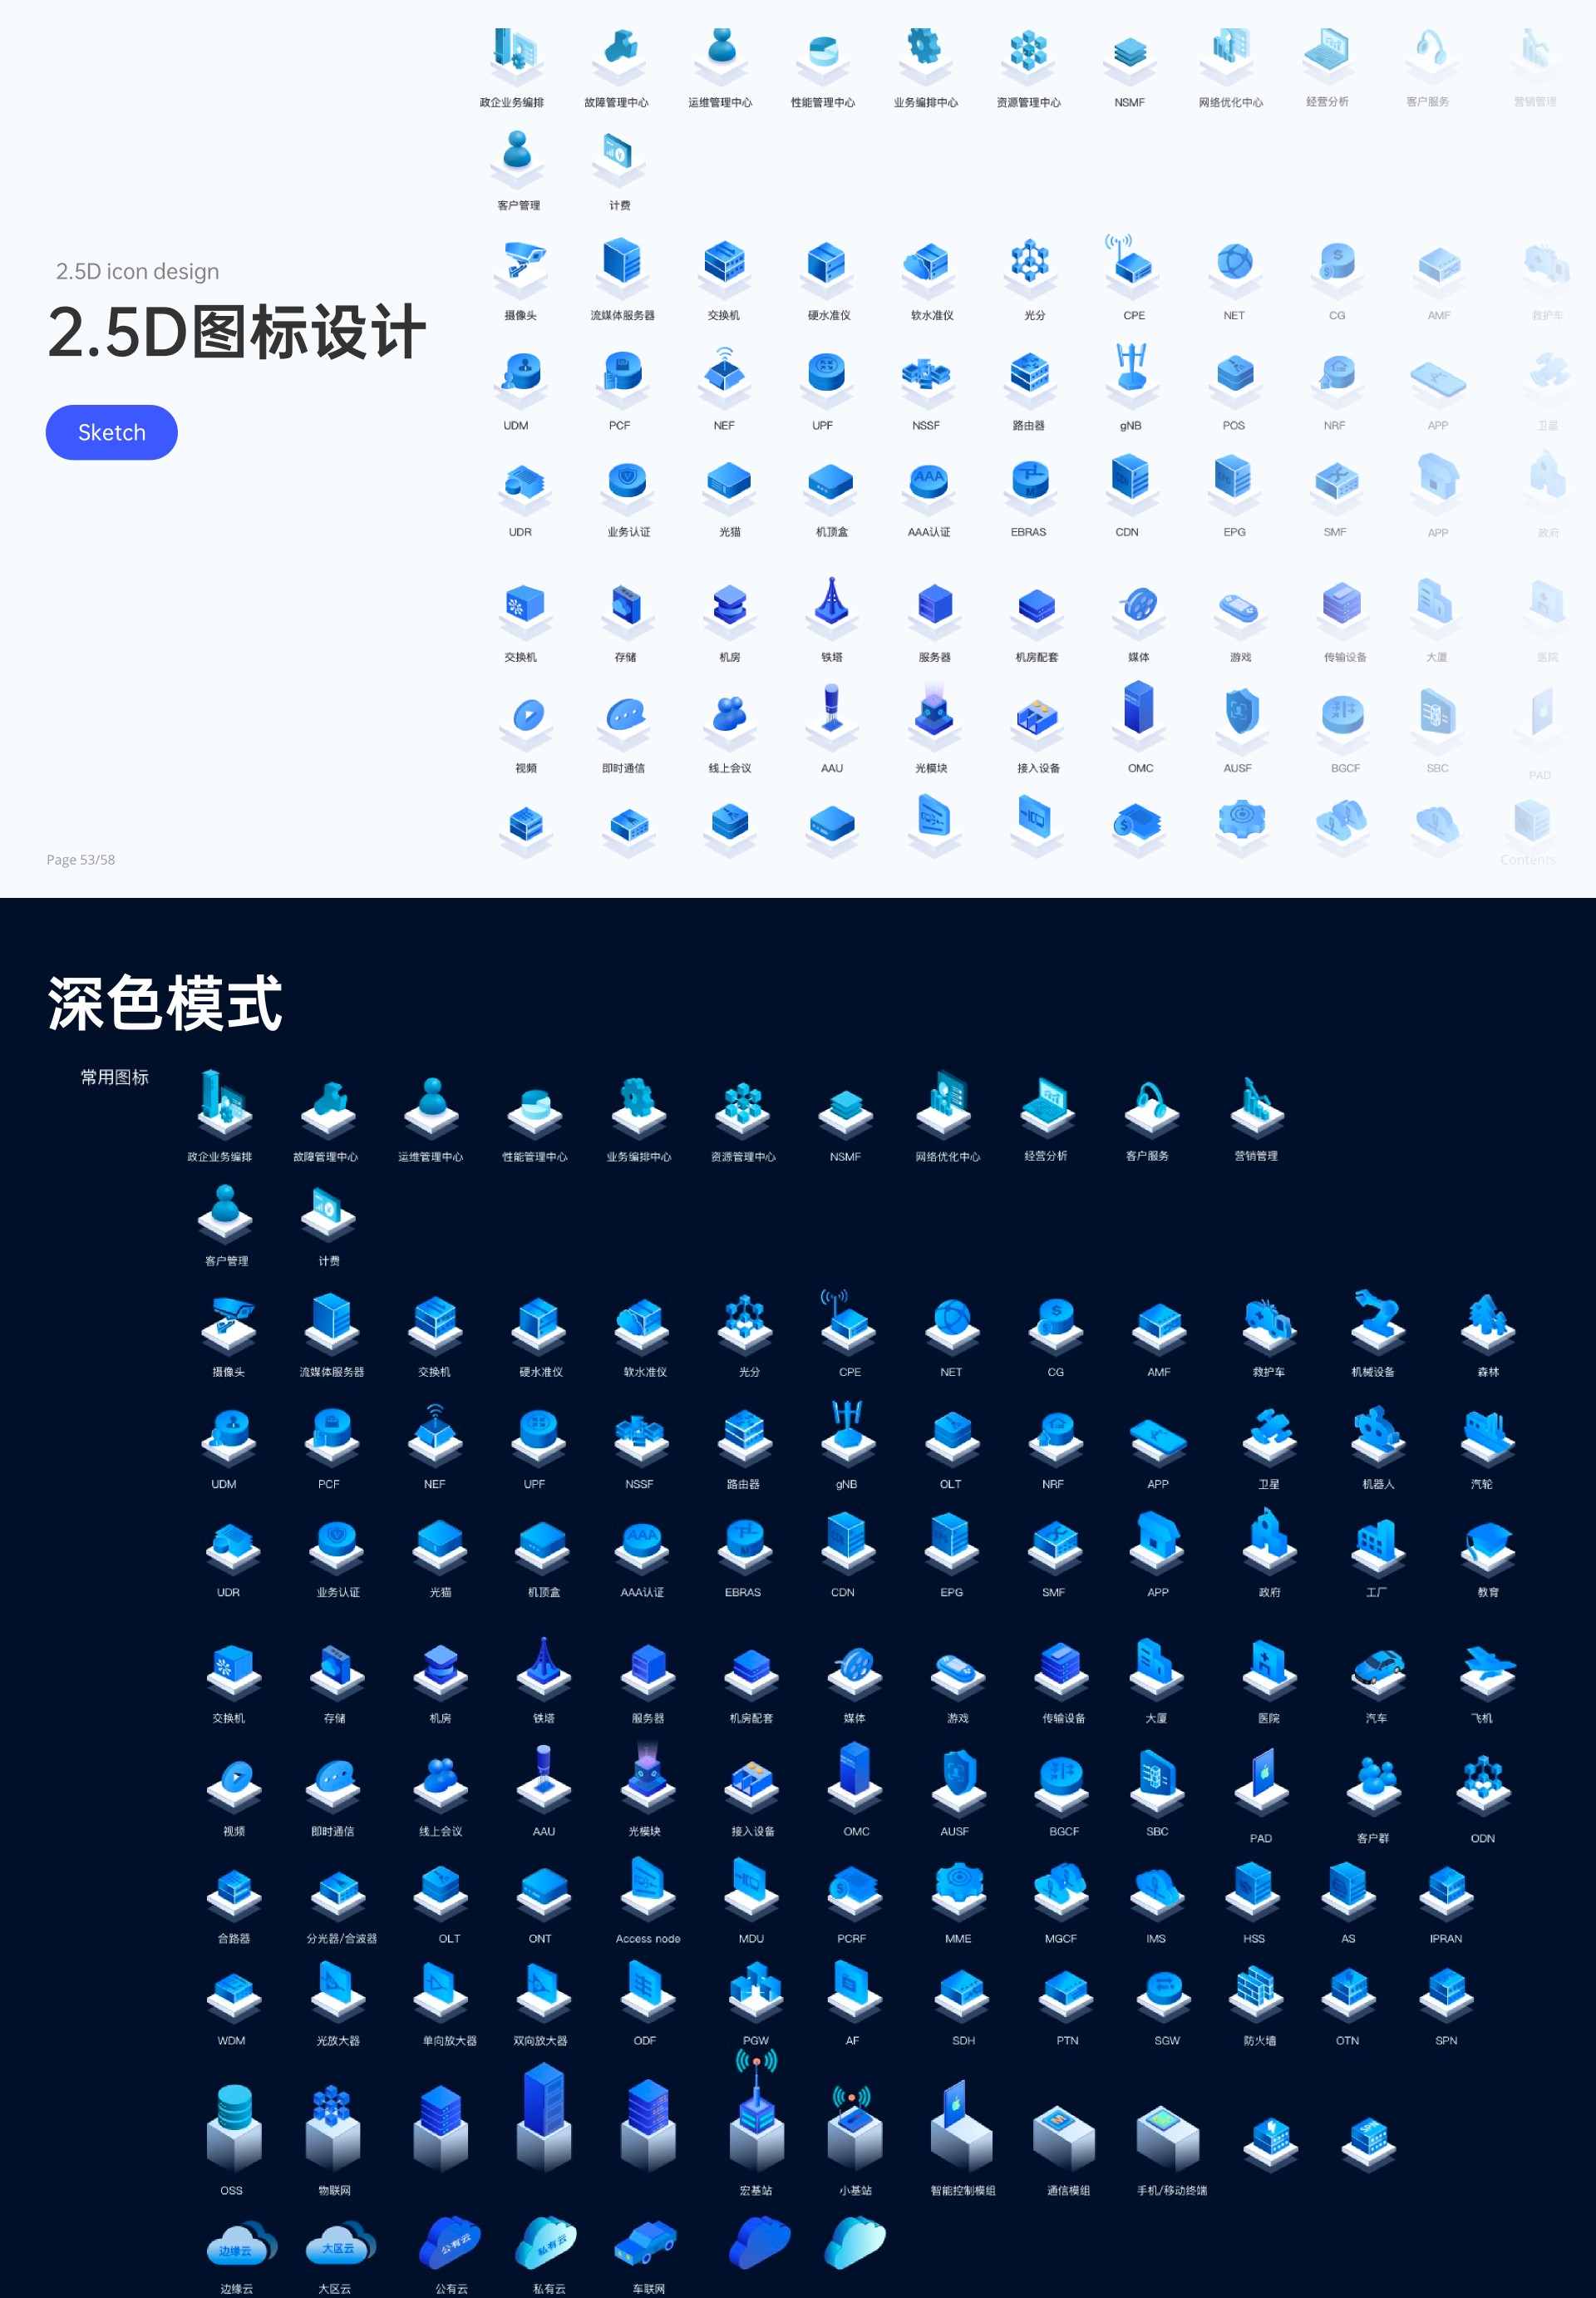 政企业务编排 故障管理中心 运维管理中心 性能管理中心 业务编排中心 资源管理中心 NSMF 网络优化中心 经营分析 客户服务 营销管理
客户管理 计费
2.5D icon design
2.5D图标设计
Sketch
摄像头 流媒体服务器 交换机 硬水准仪 软水准仪 光分 CPE NET CG AMF 救护车
UDM PCF NEF UPF NSSF 路由器 gNB POS NRF APP 卫星
UDR 业务认证 光猫 机顶盒 AAA认证 EBRAS CDN EPG SMF APP 政府
交换机 存储 机房 铁塔 服务器 机房配套 媒体 游戏 传输设备 大厦 医院
视频 即时通信 线上会议 AAU 光模块 接入设备 OMC AUSF BGCF SBC PAD
Page 53/58
Contents
深色模式
常用图标
政企业务编排 故障管理中心 运维管理中心 性能管理中心 业务编排中心 资源管理中心 NSMF 网络优化中心 经营分析 客户服务 营销管理
客户管理 计费
摄像头 流媒体服务器 交换机 硬水准仪 软水准仪 光分 CPE NET CG AMF 救护车 机械设备 森林
UDM PCF NEF UPF NSSF 路由器 gNB OLT NRF APP 卫星 机器人 汽轮
UDR 业务认证 光猫 机顶盒 AAA认证 EBRAS CDN EPG SMF APP 政府 工厂 教育
交换机 存储 机房 铁塔 服务器 机房配套 媒体 游戏 传输设备 大厦 医院 汽车 飞机
视频 即时通信 线上会议 AAU 光模块 接入设备 OMC AUSF BGCF SBC PAD 客户群 ODN
合路器 分光器/合波器 OLT ONT Access node MDU PCRF MME MGCF IMS HSS AS IPRAN
WDM 光放大器 单向放大器 双向放大器 ODF PGW AF SDH PTN SGW 防火墙 OTN SPN
OSS 物联网 宏基站 小基站 智能控制模组 通信模组 手机/移动终端
边缘云 大区云 公有云 私有云
边缘云 大区云 公有云 私有云 车联网